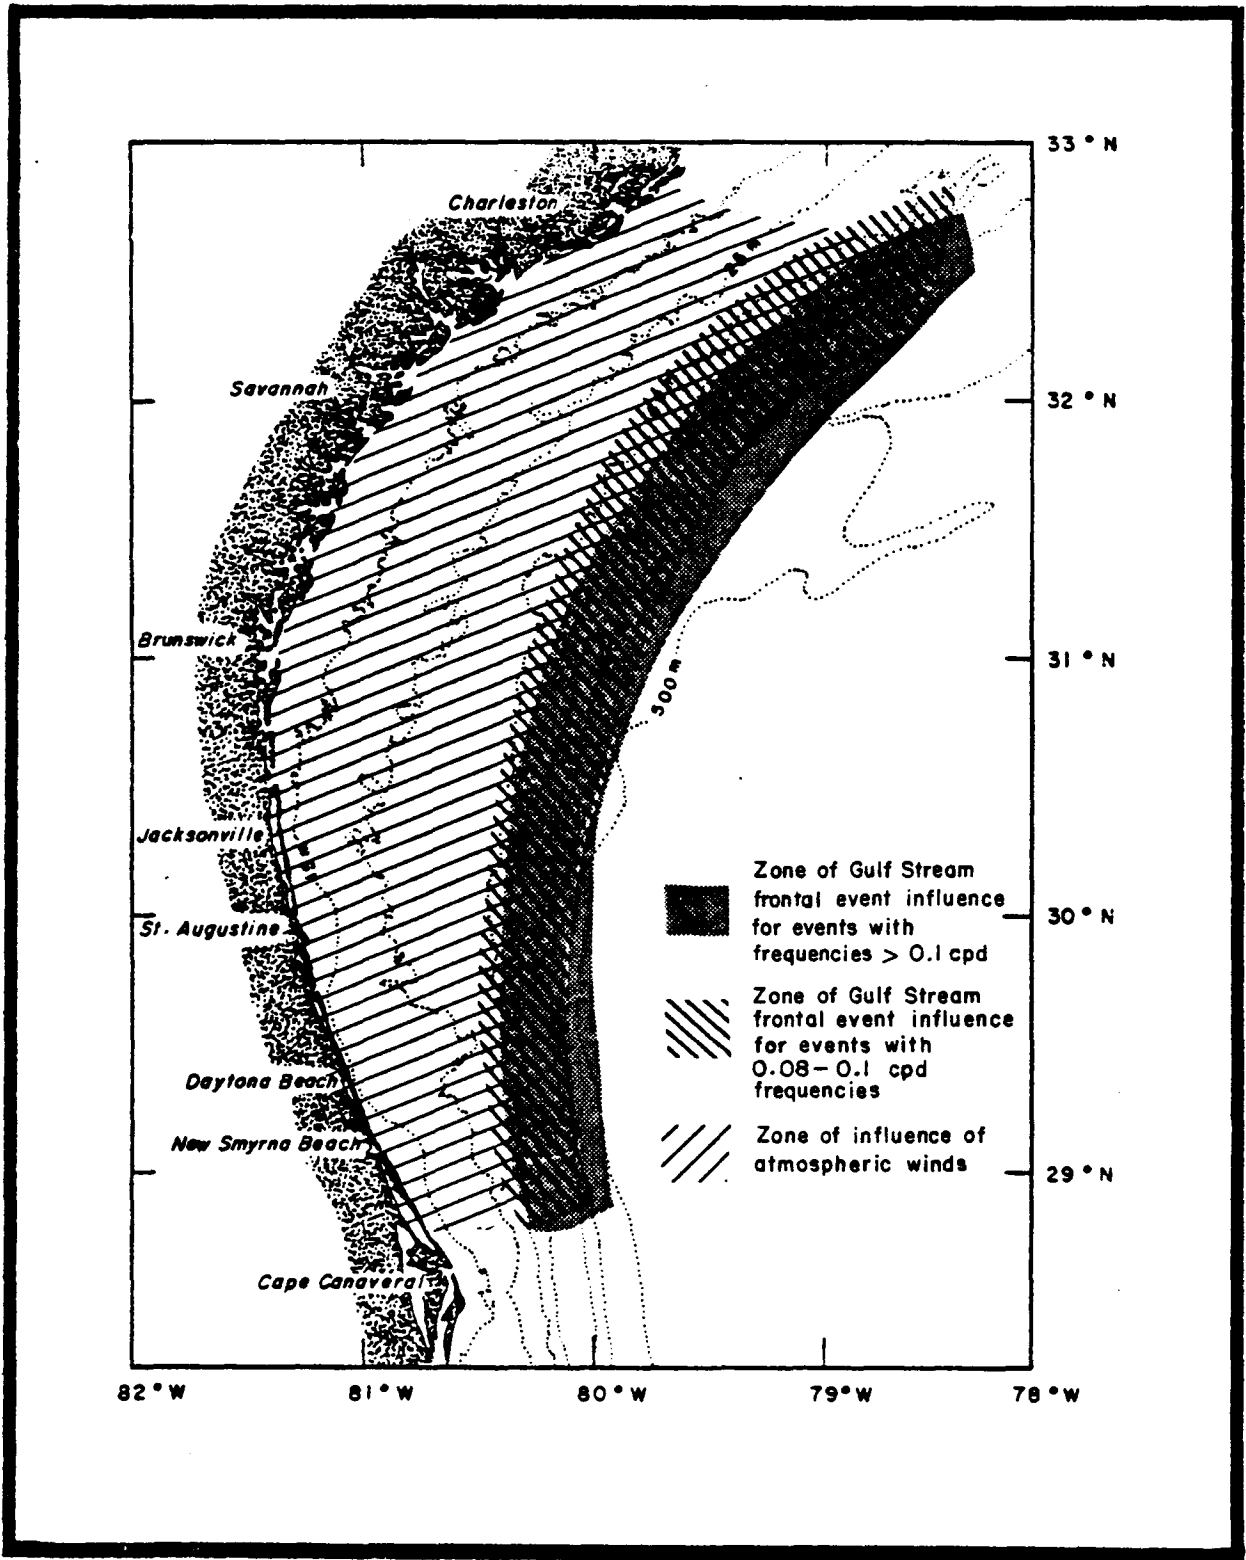 33°N
Charleston
28 m
Savannah
32°N
Brunswick
31°N
500 m
Jacksonville
Zone of Gulf Stream
frontal event influence
for events with
frequencies > 0.1 cpd
30°N
St. Augustine
Zone of Gulf Stream
frontal event influence
for events with
0.08-0.1 cpd
frequencies
Daytona Beach
New Smyrna Beach
Zone of influence of
atmospheric winds
29°N
Cape Canaveral
82°W
81°W
80°W
79°W
78°W